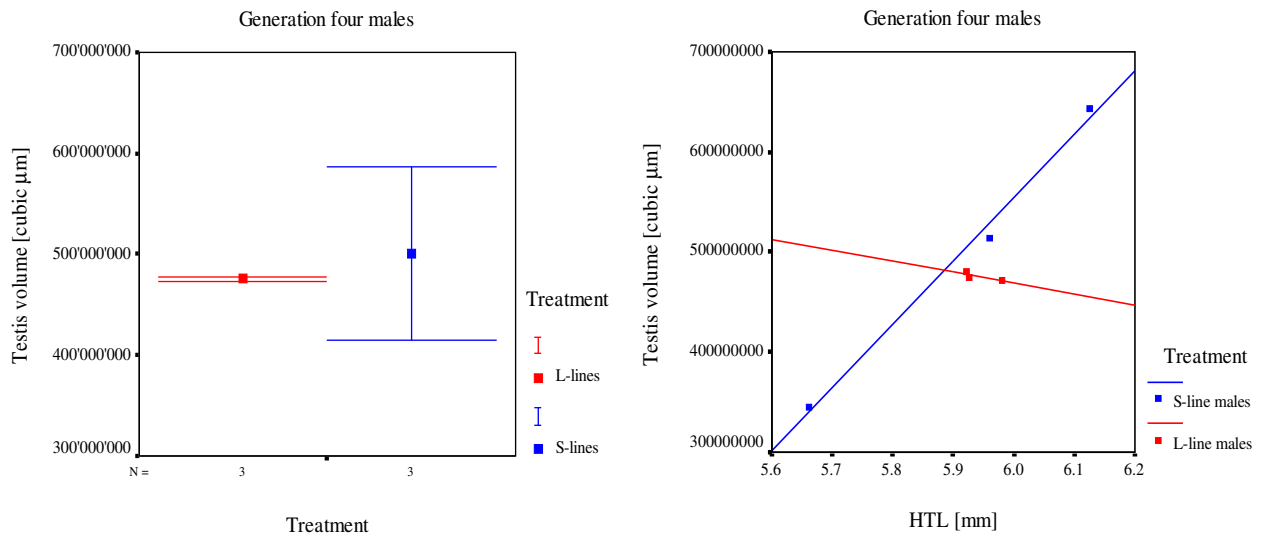 Generation four males
Testis volume [cubic µm]
700'000'000
600'000'000
500'000'000
400'000'000
300'000'000
N = 3 3
Treatment
Treatment
L-lines
S-lines
Generation four males
Testis volume [cubic µm]
700000000
600000000
500000000
400000000
300000000
5.6 5.7 5.8 5.9 6.0 6.1 6.2
HTL [mm]
Treatment
S-line males
L-line males